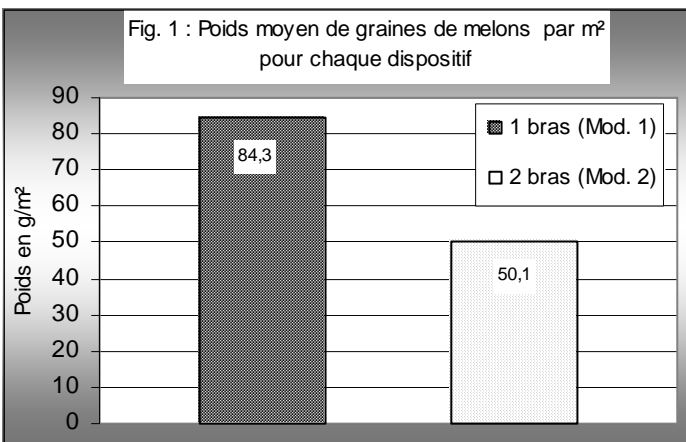 Fig. 1 : Poids moyen de graines de melons par m²
pour chaque dispositif
Poids en g/m²
90
80
70
60
50
40
30
20
10
0
84,3
50,1
1 bras (Mod. 1)
2 bras (Mod. 2)